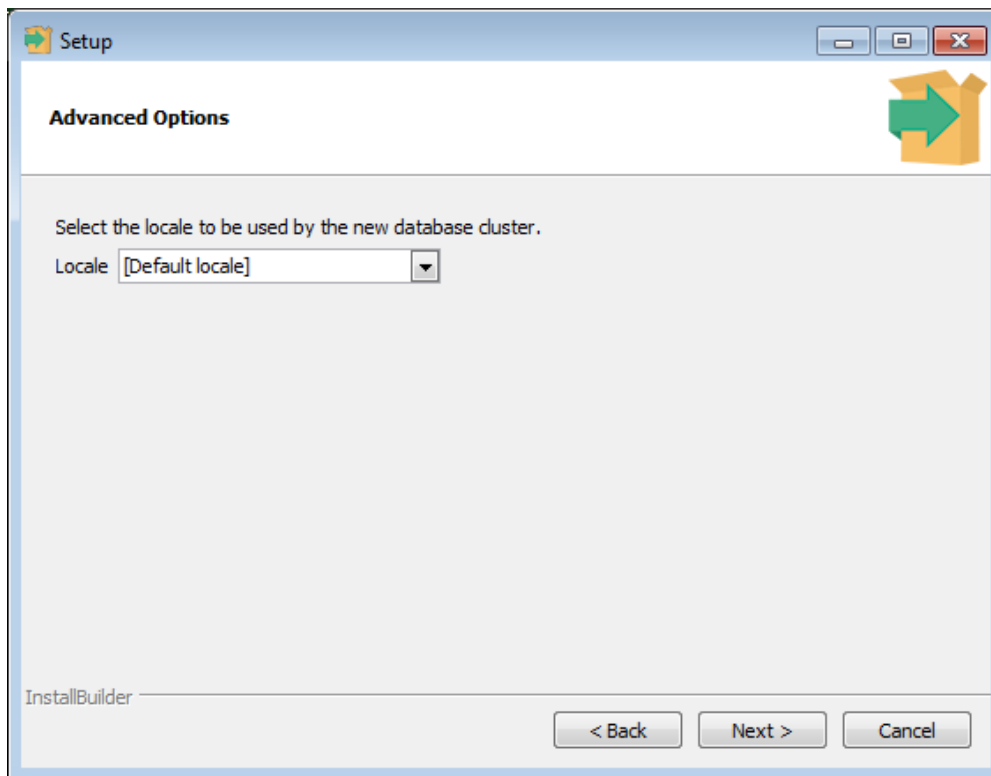 Setup
Advanced Options
Select the locale to be used by the new database cluster.
Locale [Default locale]
InstallBuilder
< Back Next > Cancel